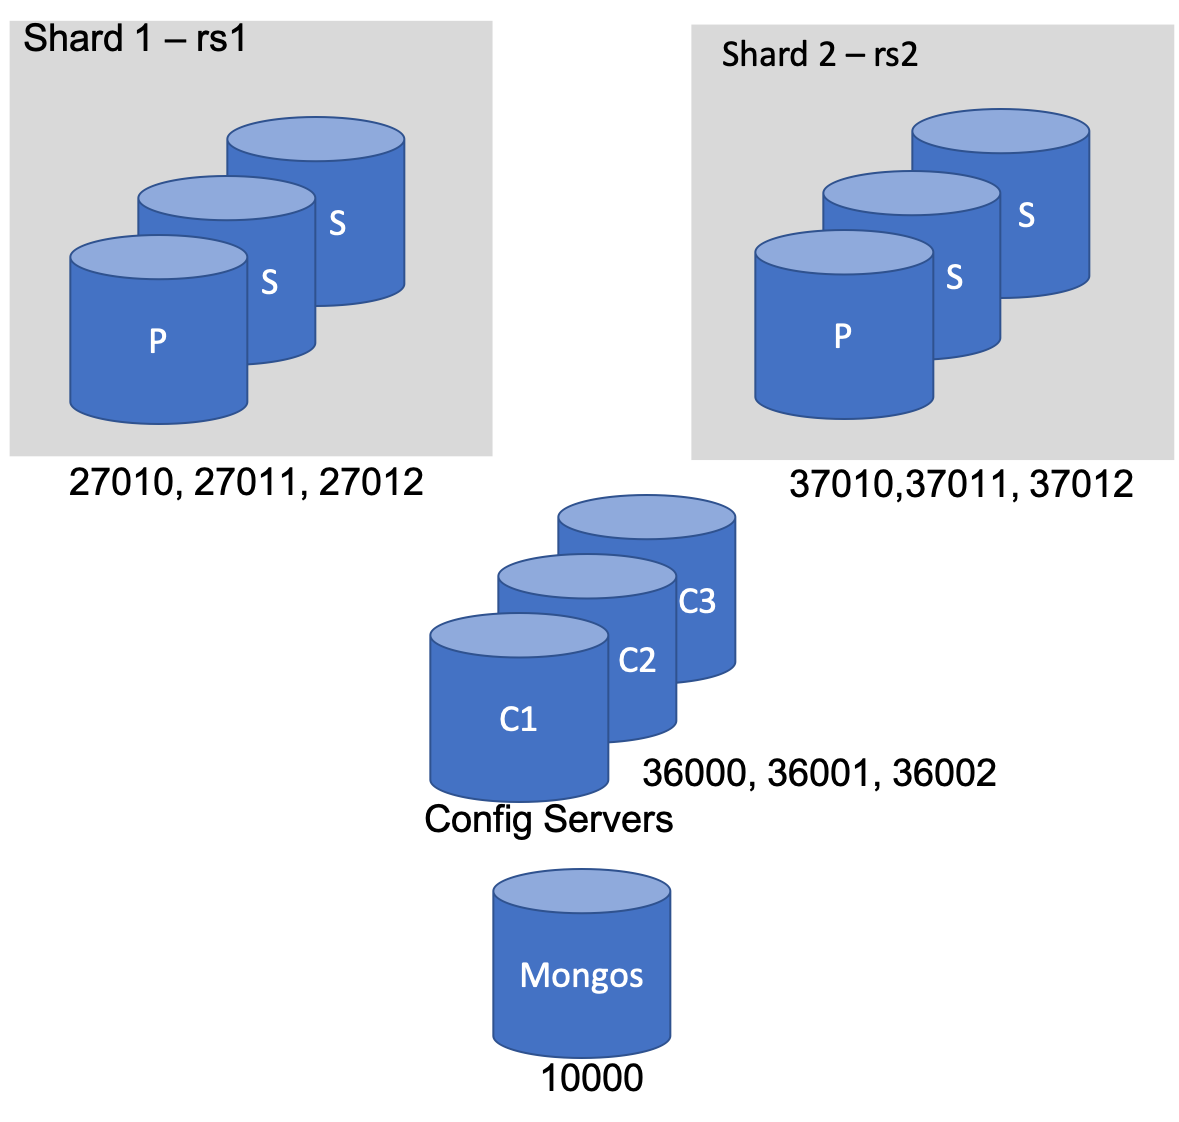 Shard 1 – rs1
Shard 2 – rs2
S
S
P
S
S
P
27010, 27011, 27012
37010,37011, 37012
C3
C2
C1
36000, 36001, 36002
Config Servers
Mongos
10000